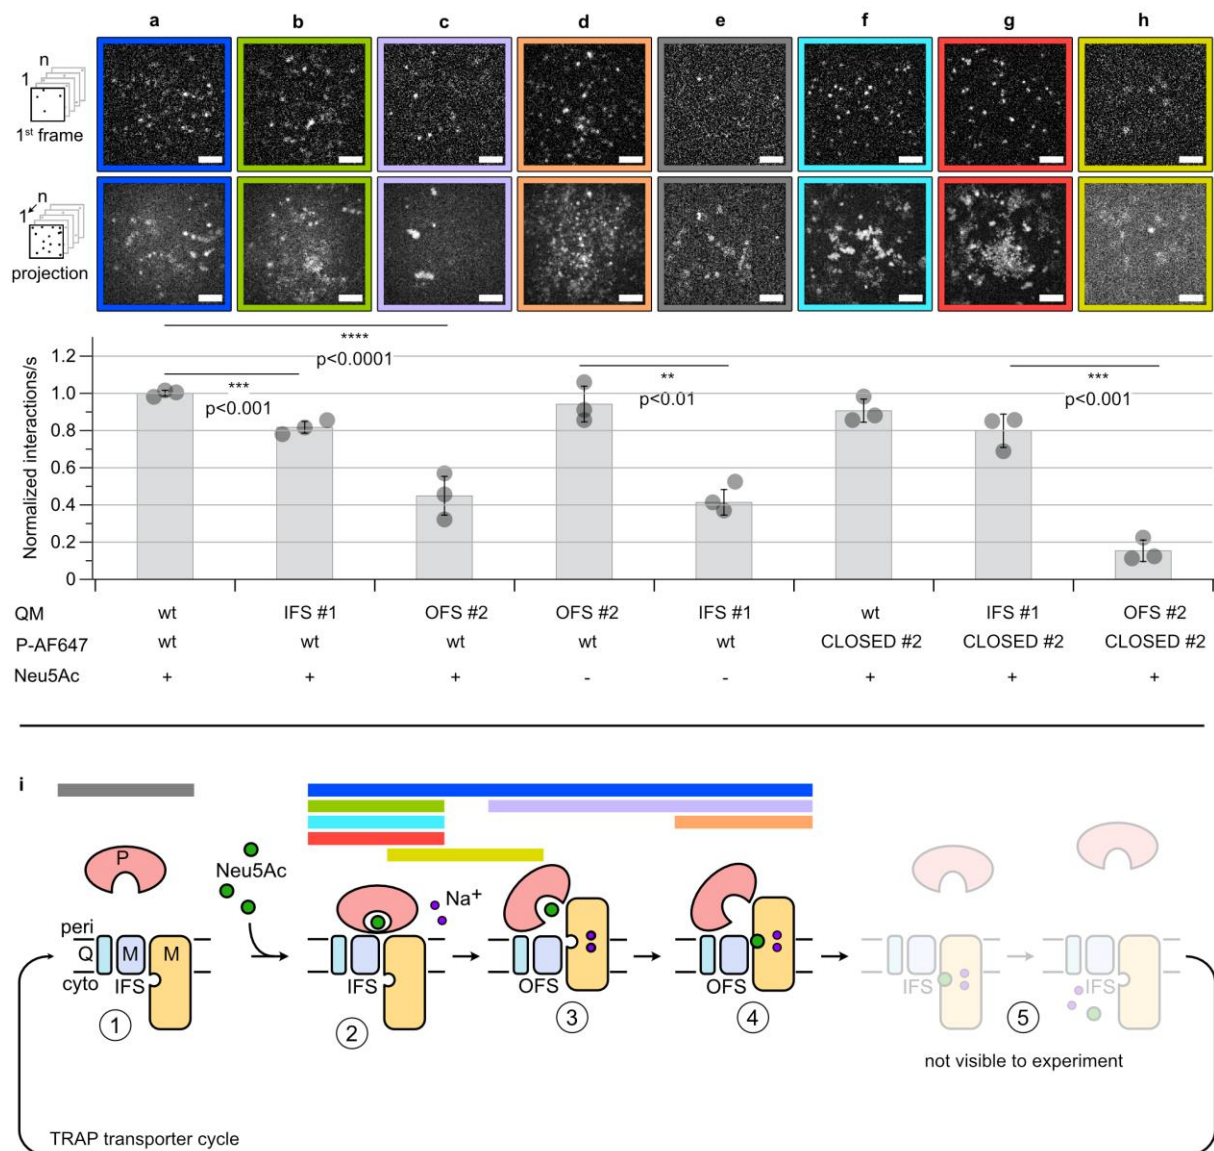 a b c d e f g h
n
1
1st frame
n
1
projection
****
p<0.0001
***
p<0.001
**
p<0.01
***
p<0.001
Normalized interactions/s
1.2
1.0
0.8
0.6
0.4
0.2
0
QM wt IFS #1 OFS #2 OFS #2 IFS #1 wt IFS #1 OFS #2
P-AF647 wt wt wt wt wt CLOSED #2 CLOSED #2 CLOSED #2
Neu5Ac + + + - - + + +
i
P
Neu5Ac
Na+
peri
Q M M
cyto
IFS IFS OFS OFS IFS IFS
1 2 3 4 5
not visible to experiment
TRAP transporter cycle